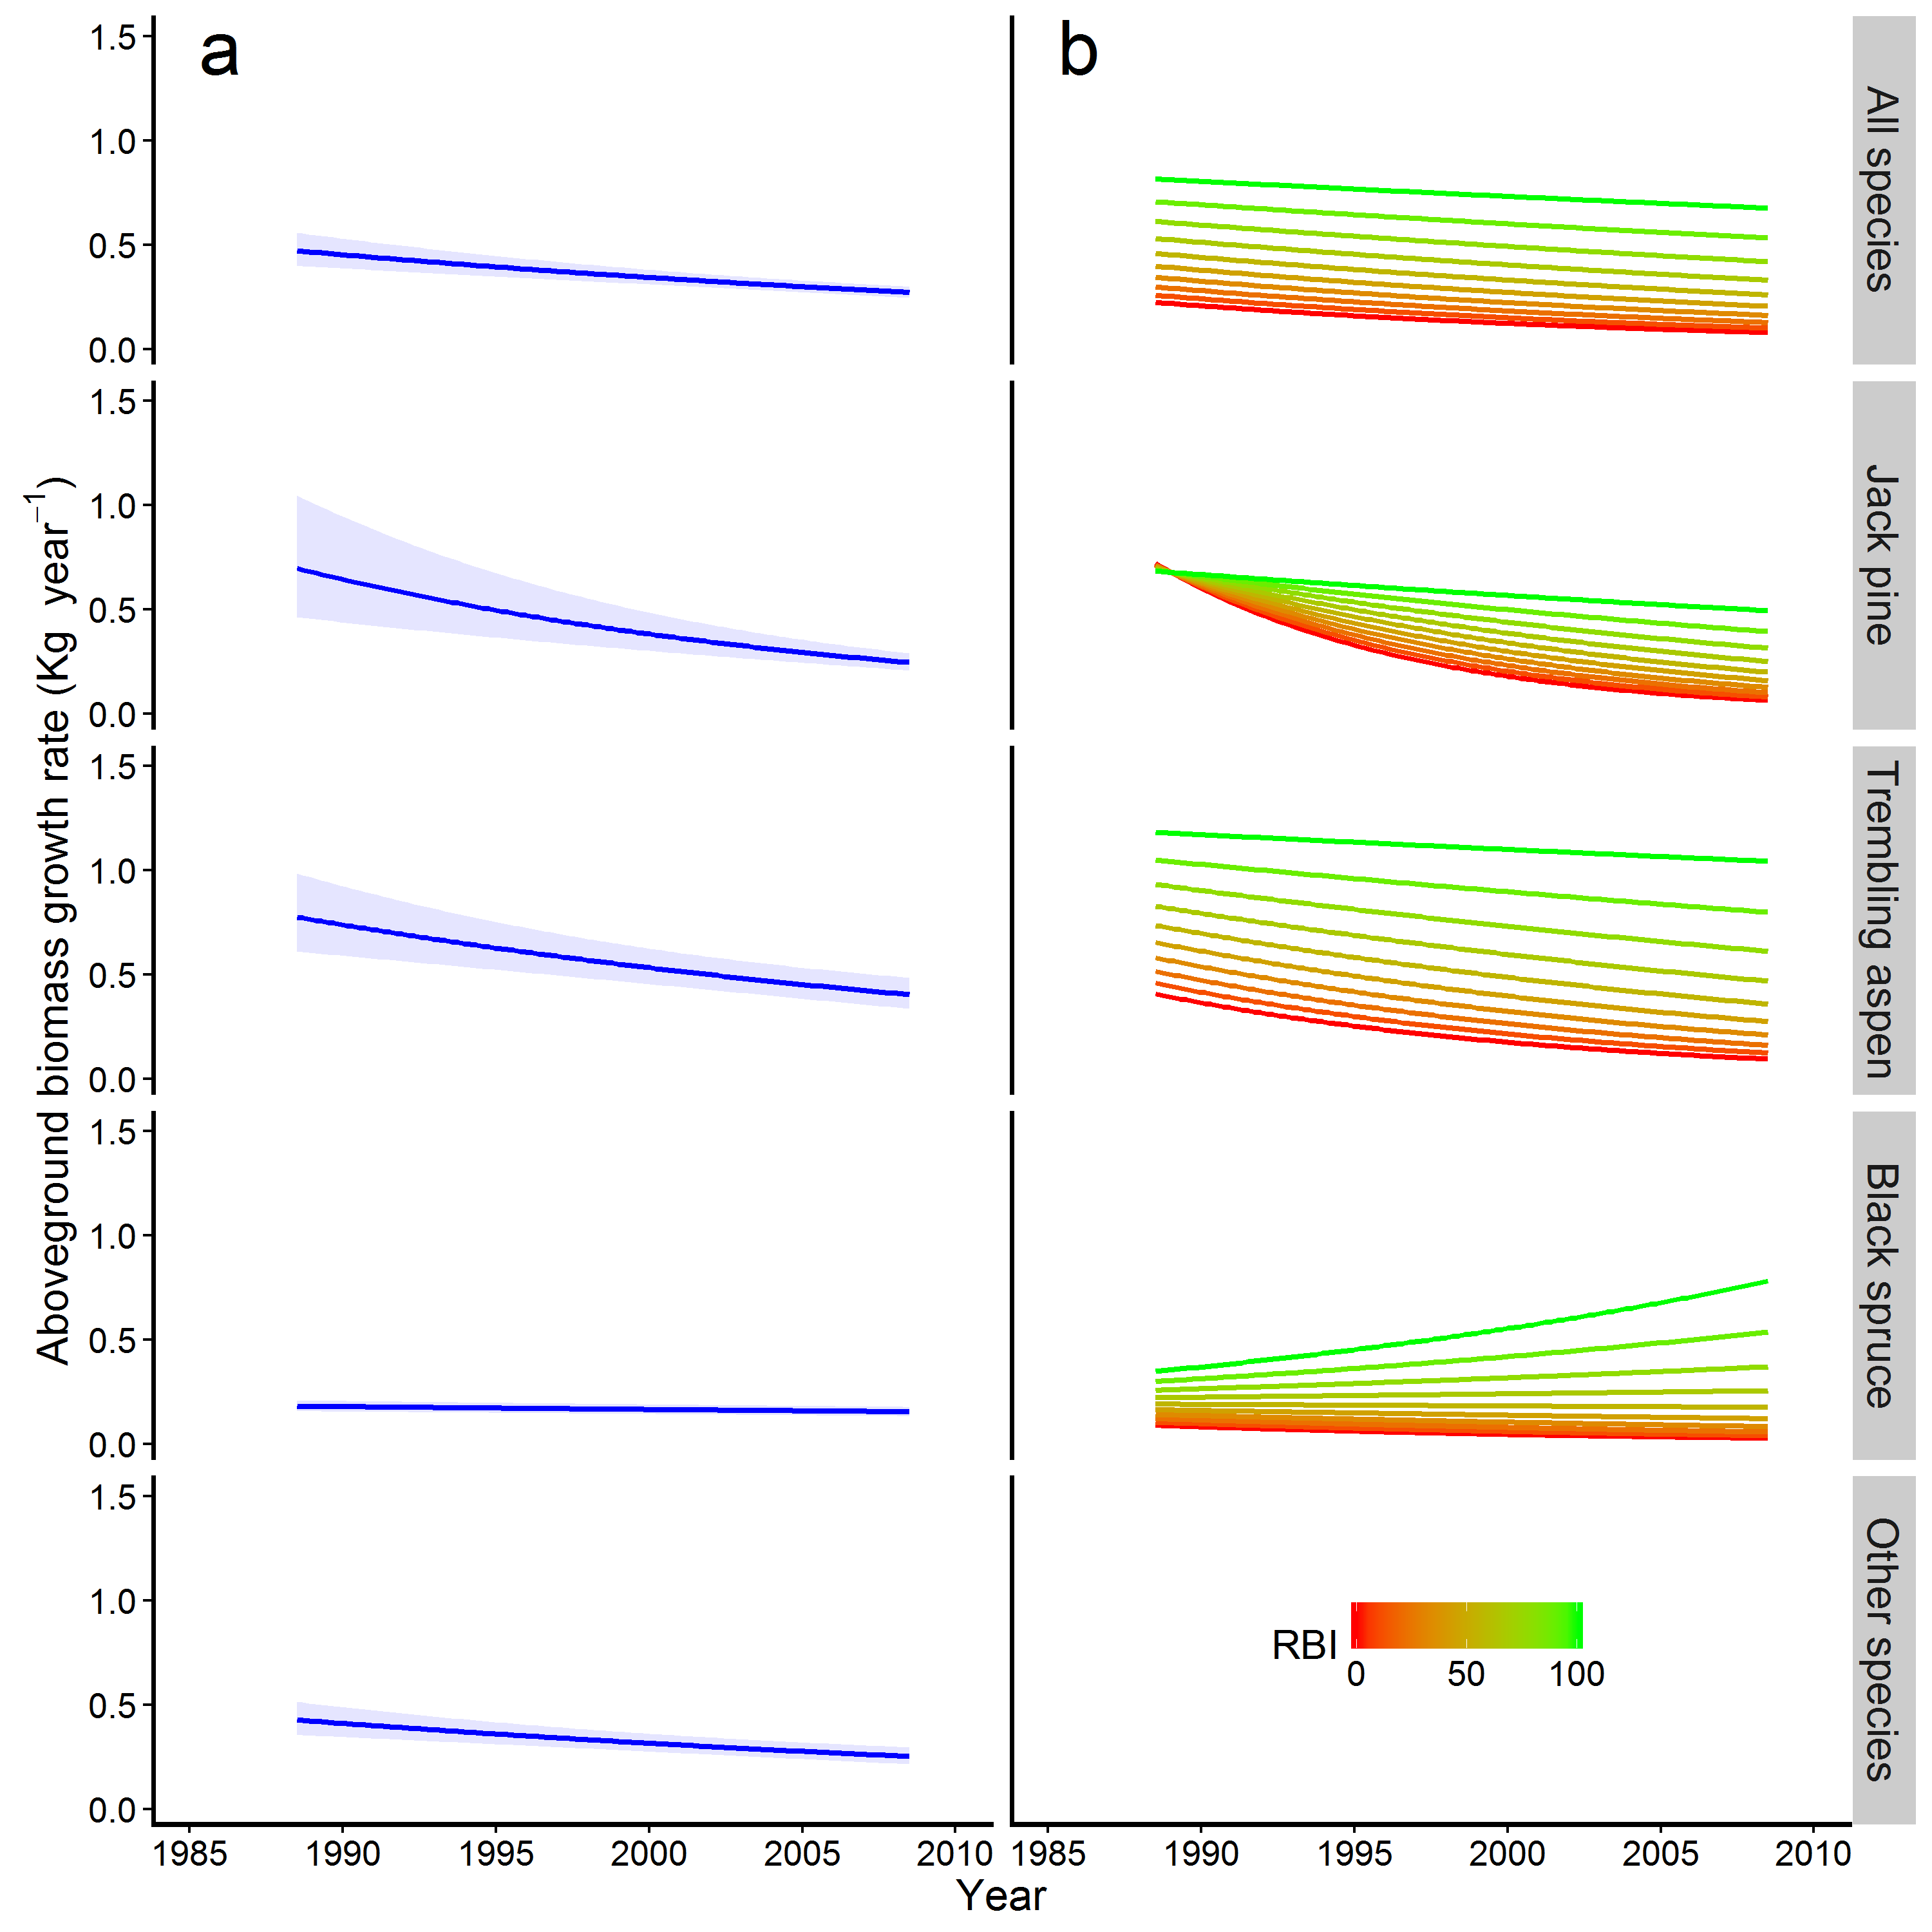 a
b
1.5
1.0
0.5
0.0
All species
1.5
1.0
0.5
0.0
Jack pine
1.5
1.0
0.5
0.0
Trembling aspen
1.5
1.0
0.5
0.0
Black spruce
1.5
1.0
0.5
0.0
Other species
Aboveground biomass growth rate (Kg year⁻¹)
RBI
0 50 100
1985 1990 1995 2000 2005 2010
1985 1990 1995 2000 2005 2010
Year